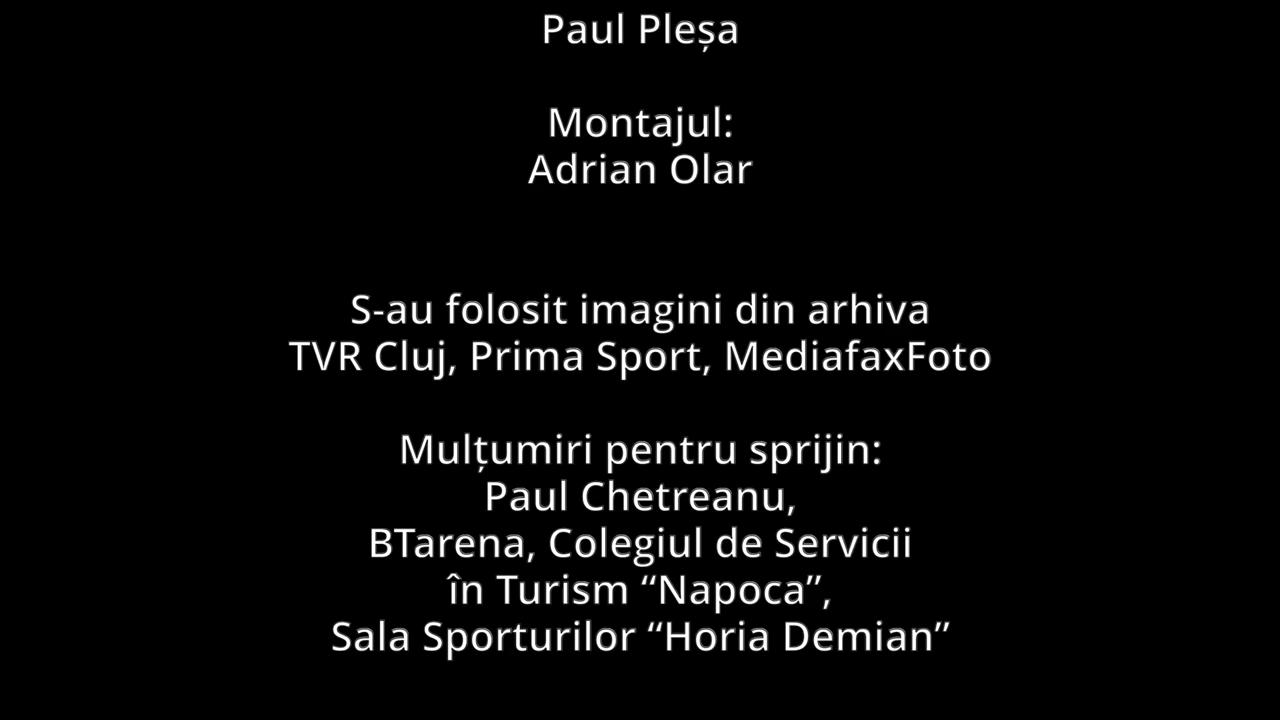 Paul Pleșa
Montajul:
Adrian Olar
S-au folosit imagini din arhiva
TVR Cluj, Prima Sport, MediafaxFoto
Mulțumiri pentru sprijin:
Paul Chetreanu,
BTarena, Colegiul de Servicii
în Turism “Napoca”,
Sala Sporturilor “Horia Demian”